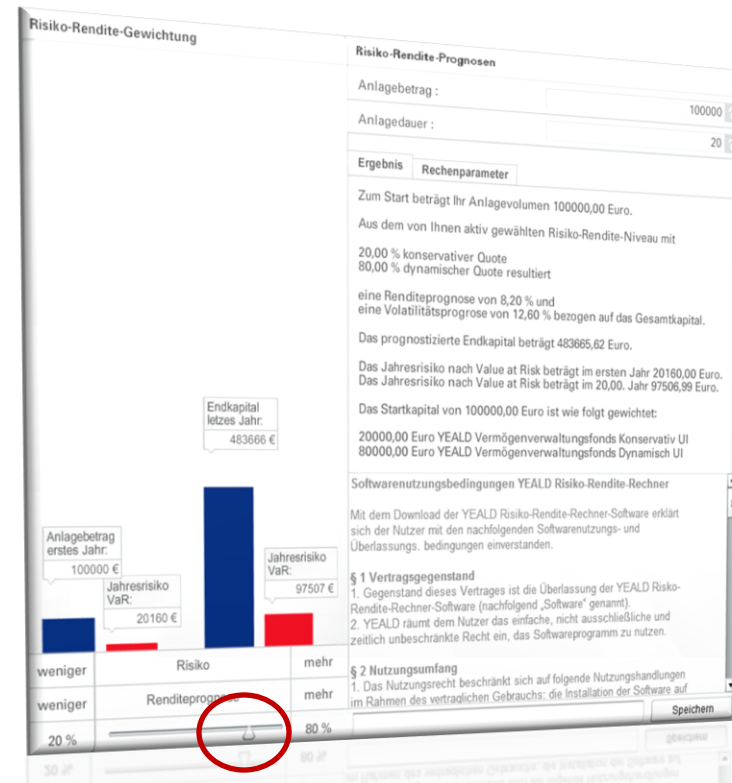 Risiko-Rendite-Gewichtung
Endkapital
letzes Jahr:
483666 €
Anlagebetrag
erstes Jahr:
100000 €
Jahresrisiko
VaR:
20160 €
Jahresrisiko
VaR:
97507 €
weniger Risiko mehr
weniger Renditeprognose mehr
20 % 80 %
Risiko-Rendite-Prognosen
Anlagebetrag : 100000
Anlagedauer : 20
Ergebnis Rechenparameter
Zum Start beträgt Ihr Anlagevolumen 100000,00 Euro.
Aus dem von Ihnen aktiv gewählten Risiko-Rendite-Niveau mit
20,00 % konservativer Quote
80,00 % dynamischer Quote resultiert
eine Renditeprognose von 8,20 % und
eine Volatilitätsprogrose von 12,60 % bezogen auf das Gesamtkapital.
Das prognostizierte Endkapital beträgt 483665,62 Euro.
Das Jahresrisiko nach Value at Risk beträgt im ersten Jahr 20160,00 Euro.
Das Jahresrisiko nach Value at Risk beträgt im 20,00. Jahr 97506,99 Euro.
Das Startkapital von 100000,00 Euro ist wie folgt gewichtet:
20000,00 Euro YEALD Vermögenverwaltungsfonds Konservativ UI
80000,00 Euro YEALD Vermögenverwaltungsfonds Dynamisch UI
Softwarenutzungsbedingungen YEALD Risiko-Rendite-Rechner
Mit dem Download der YEALD Risiko-Rendite-Rechner-Software erklärt
sich der Nutzer mit den nachfolgenden Softwarenutzungs- und
Überlassungs. bedingungen einverstanden.
§ 1 Vertragsgegenstand
1. Gegenstand dieses Vertrages ist die Überlassung der YEALD Risko-
Rendite-Rechner-Software (nachfolgend „Software" genannt).
2. YEALD räumt dem Nutzer das einfache, nicht ausschließliche und
zeitlich unbeschränkte Recht ein, das Softwareprogramm zu nutzen.
§ 2 Nutzungsumfang
1. Das Nutzungsrecht beschränkt sich auf folgende Nutzungshandlungen
im Rahmen des vertraglichen Gebrauchs: die Installation der Software auf
Speichern